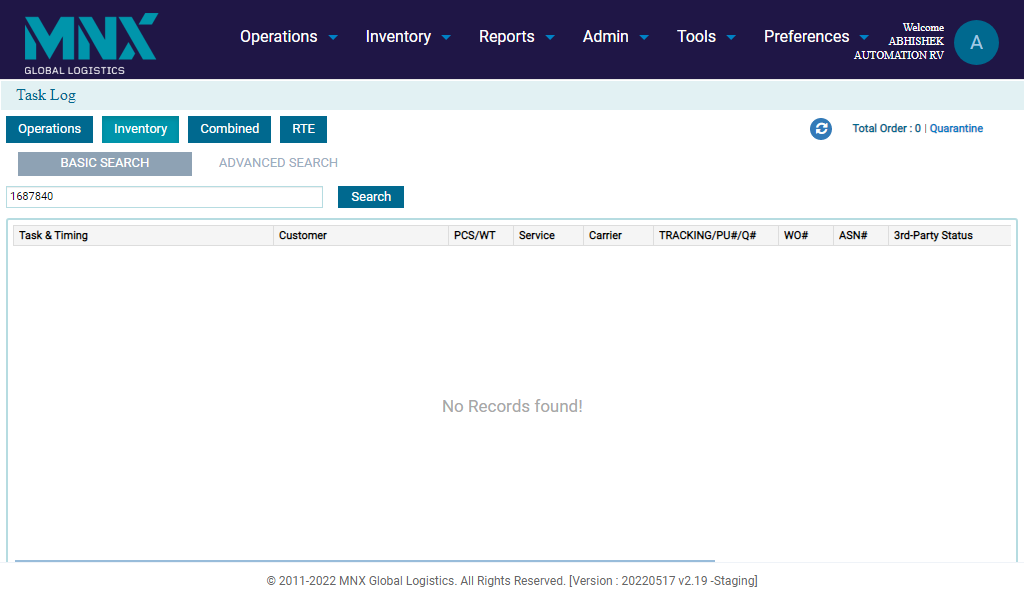 MNX
GLOBAL LOGISTICS
Operations Inventory Reports Admin Tools Preferences
Welcome
ABHISHEK
AUTOMATION RV
A
Task Log
Operations Inventory Combined RTE
Total Order : 0 | Quarantine
BASIC SEARCH ADVANCED SEARCH
1687840 Search
Task & Timing Customer PCS/WT Service Carrier TRACKING/PU#/Q# WO# ASN# 3rd-Party Status
No Records found!
© 2011-2022 MNX Global Logistics. All Rights Reserved. [Version : 20220517 v2.19 -Staging]